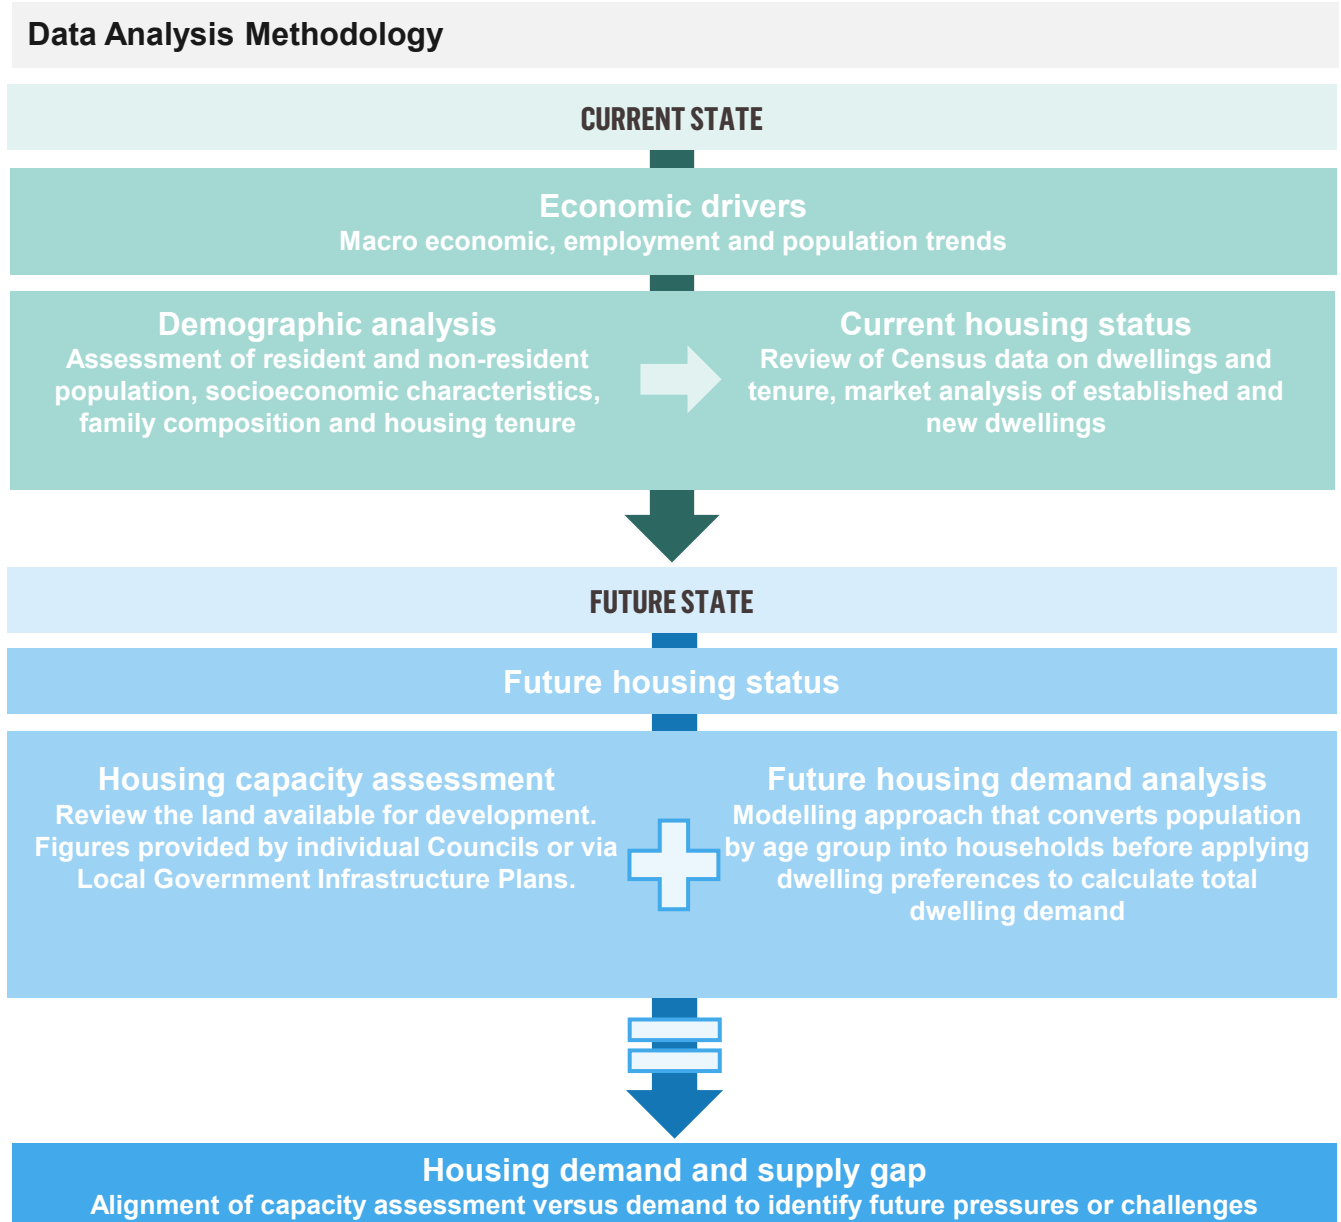 Data Analysis Methodology
CURRENT STATE
Economic drivers
Macro economic, employment and population trends
Demographic analysis
Assessment of resident and non-resident
population, socioeconomic characteristics,
family composition and housing tenure
Current housing status
Review of Census data on dwellings and
tenure, market analysis of established and
new dwellings
FUTURE STATE
Future housing status
Housing capacity assessment
Review the land available for development.
Figures provided by individual Councils or via
Local Government Infrastructure Plans.
Future housing demand analysis
Modelling approach that converts population
by age group into households before applying
dwelling preferences to calculate total
dwelling demand
Housing demand and supply gap
Alignment of capacity assessment versus demand to identify future pressures or challenges